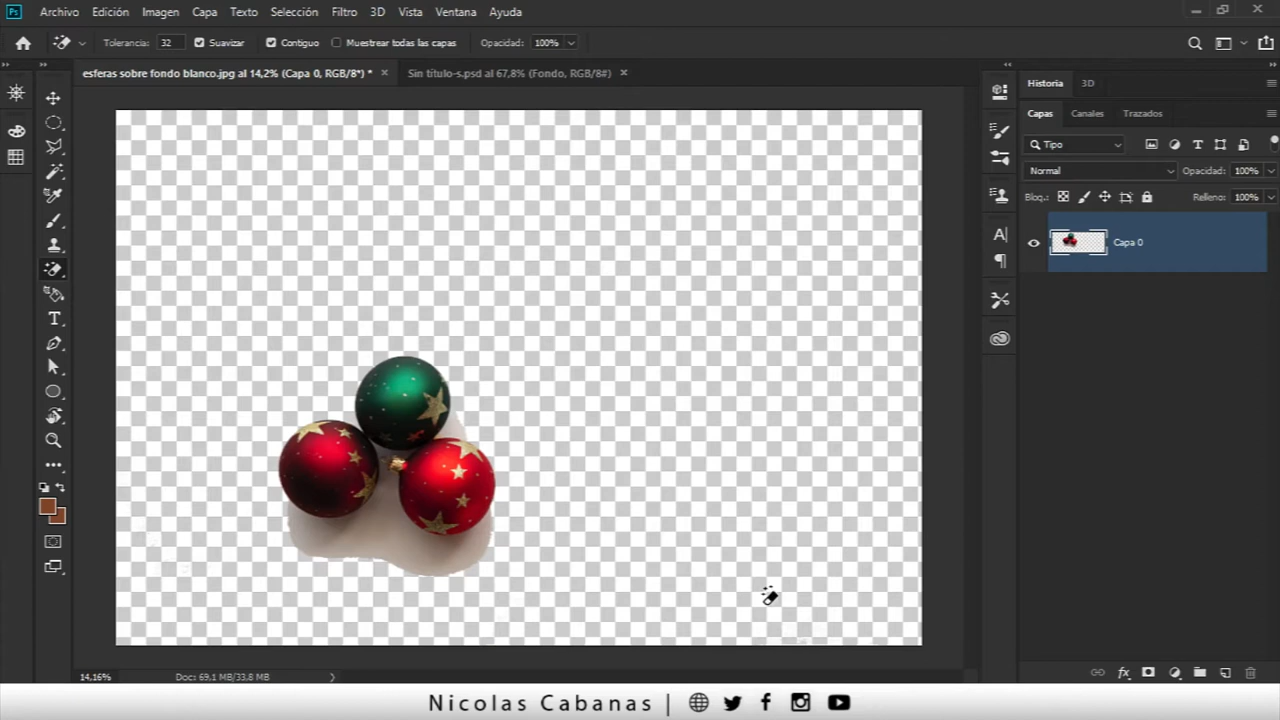 Ps Archivo Edición Imagen Capa Texto Selección Filtro 3D Vista Ventana Ayuda
Tolerancia: 32 Suavizar Contiguo Muestrear todas las capas Opacidad: 100%
esferas sobre fondo blanco.jpg al 14,2% (Capa 0, RGB/8*) * Sin título-s.psd al 67,8% (Fondo, RGB/8#)
Historia 3D
Capas Canales Trazados
Tipo
Normal Opacidad: 100%
Bloq.: Relleno: 100%
Capa 0
14,16% Doc: 69,1 MB/33,8 MB
Nicolas Cabanas |